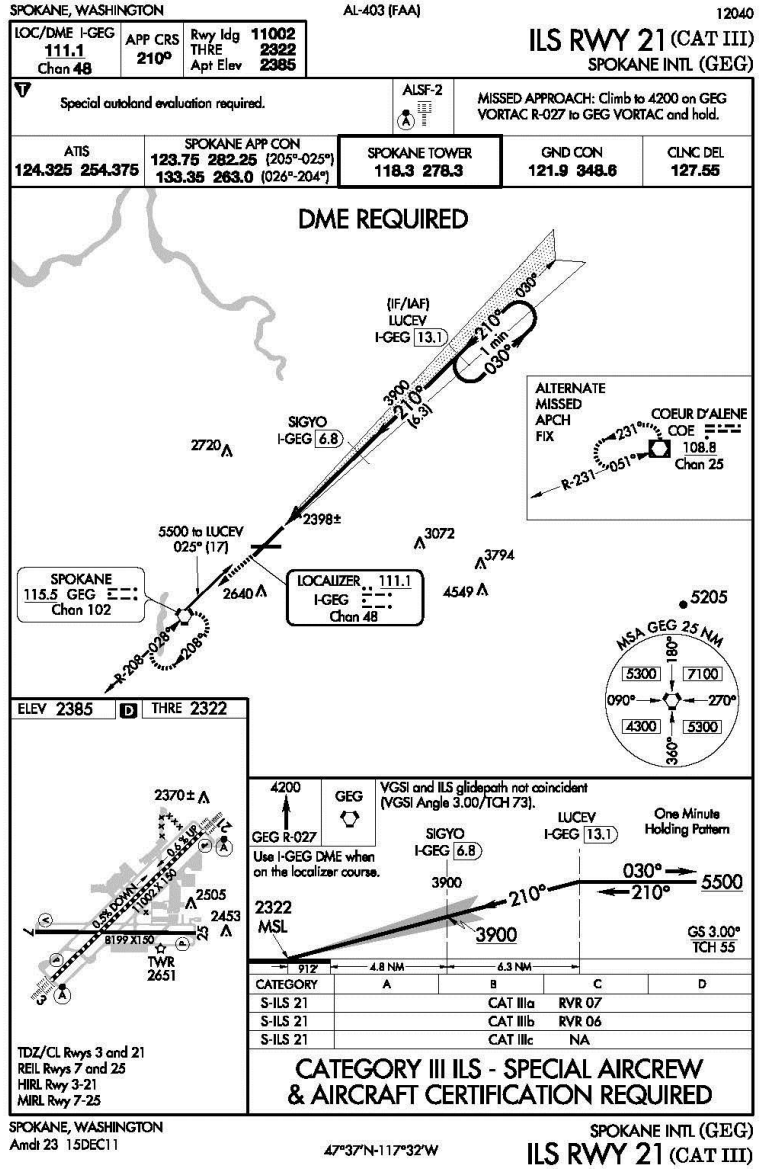 SPOKANE, WASHINGTON
AL-403 (FAA)
12040
LOC/DME I-GEG
111.1
Chan 48
APP CRS
210°
Rwy ldg 11002
THRE 2322
Apt Elev 2385
ILS RWY 21 (CAT III)
SPOKANE INTL (GEG)
T
Special autoland evaluation required.
ALSF-2
A
MISSED APPROACH: Climb to 4200 on GEG
VORTAC R-027 to GEG VORTAC and hold.
ATIS
124.325 254.375
SPOKANE APP CON
123.75 282.25 (205°-025°)
133.35 263.0 (026°-204°)
SPOKANE TOWER
118.3 278.3
GND CON
121.9 348.6
CLNC DEL
127.55
DME REQUIRED
030°
(IF/IAF)
LUCEV
I-GEG 13.1
210°
1 min
030°
3900
210°
(6.3)
SIGYO
I-GEG 6.8
2720
2398±
ALTERNATE
MISSED
APCH
FIX
COEUR D'ALENE
COE
108.8
Chan 25
231°
051°
R-231
5500 to LUCEV
025° (17)
3072
3794
4549
2640
SPOKANE
115.5 GEG
Chan 102
LOCALIZER 111.1
I-GEG
Chan 48
R-208
028°
208°
5205
MSA GEG 25 NM
180°
5300
7100
090°
270°
4300
5300
360°
ELEV 2385
D
THRE 2322
2370±
21
0.6% UP
P
A
0.5% DOWN
11002 X 150
2505
2453
V
7
8199 X150
25
P
TWR
2651
P
A
3
TDZ/CL Rwys 3 and 21
REIL Rwys 7 and 25
HIRL Rwy 3-21
MIRL Rwy 7-25
4200
GEG R-027
GEG
VGSI and ILS glidepath not coincident
(VGSI Angle 3.00/TCH 73).
Use I-GEG DME when
on the localizer course.
SIGYO
I-GEG 6.8
LUCEV
I-GEG 13.1
One Minute
Holding Pattern
3900
210°
030°
210°
5500
2322
MSL
3900
GS 3.00°
TCH 55
912'
4.8 NM
6.3 NM
CATEGORY A B C D
S-ILS 21 CAT IIIa RVR 07
S-ILS 21 CAT IIIb RVR 06
S-ILS 21 CAT IIIc NA
CATEGORY III ILS - SPECIAL AIRCREW
& AIRCRAFT CERTIFICATION REQUIRED
SPOKANE, WASHINGTON
Amdt 23 15DEC11
47°37'N-117°32'W
SPOKANE INTL (GEG)
ILS RWY 21 (CAT III)